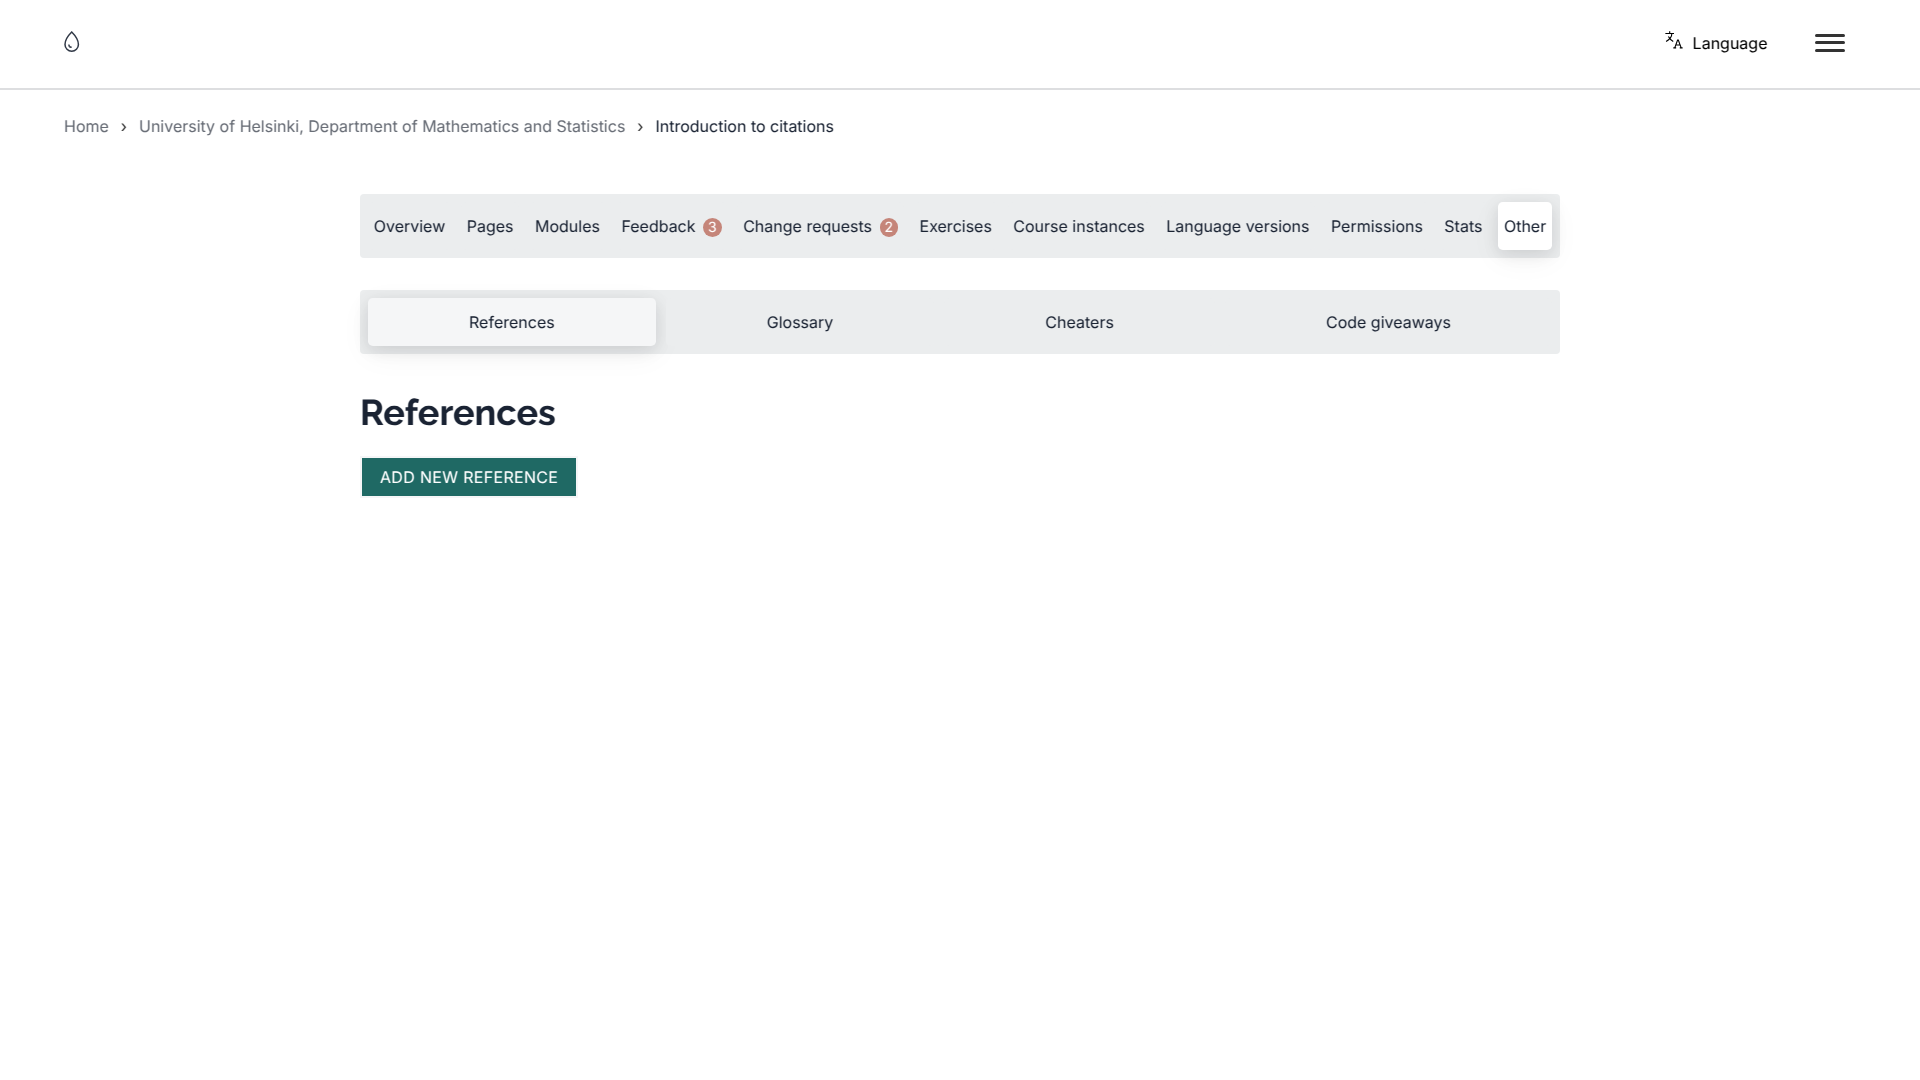 Language
Home › University of Helsinki, Department of Mathematics and Statistics › Introduction to citations
Overview Pages Modules Feedback 3 Change requests 2 Exercises Course instances Language versions Permissions Stats Other
References Glossary Cheaters Code giveaways
References
ADD NEW REFERENCE